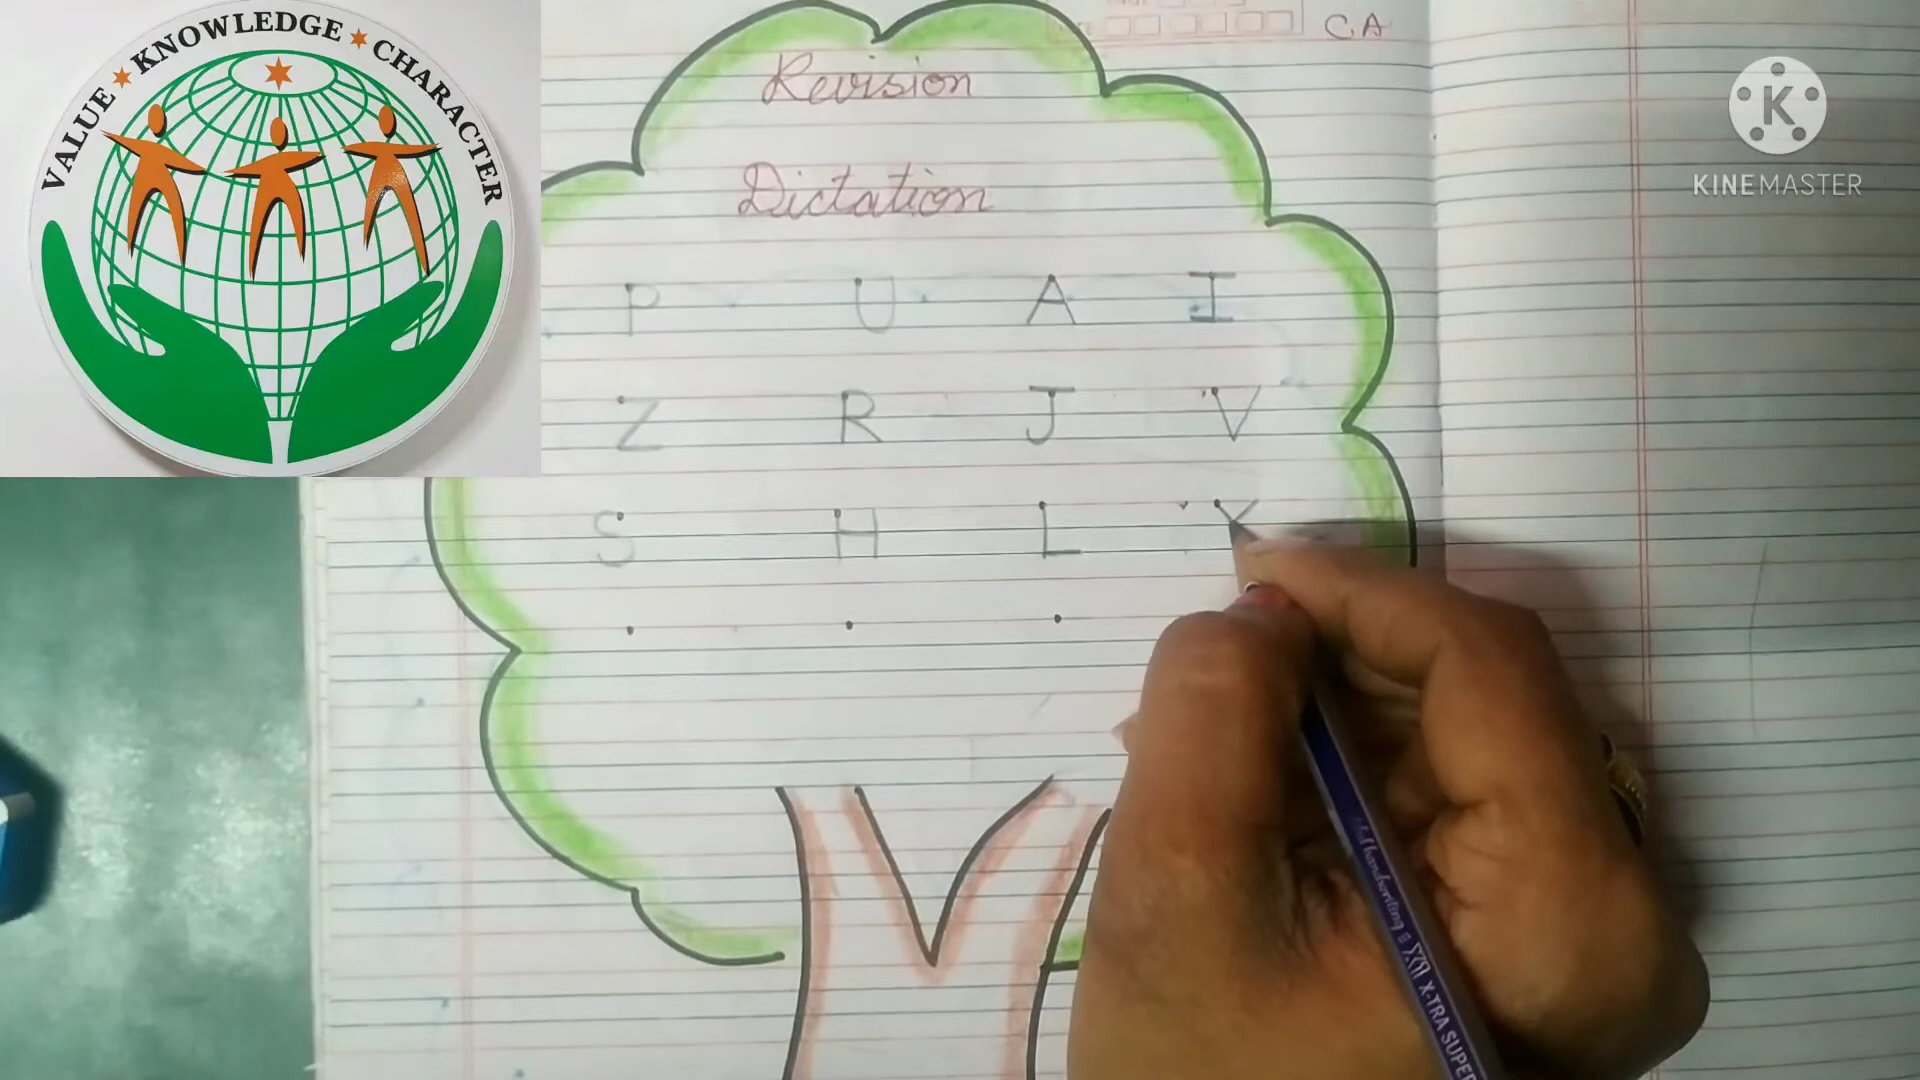 VALUE KNOWLEDGE CHARACTER
CA
KINEMASTER
Revision
Dictation
P U A I
Z R J V
S H L Y
X-TRA SUPER